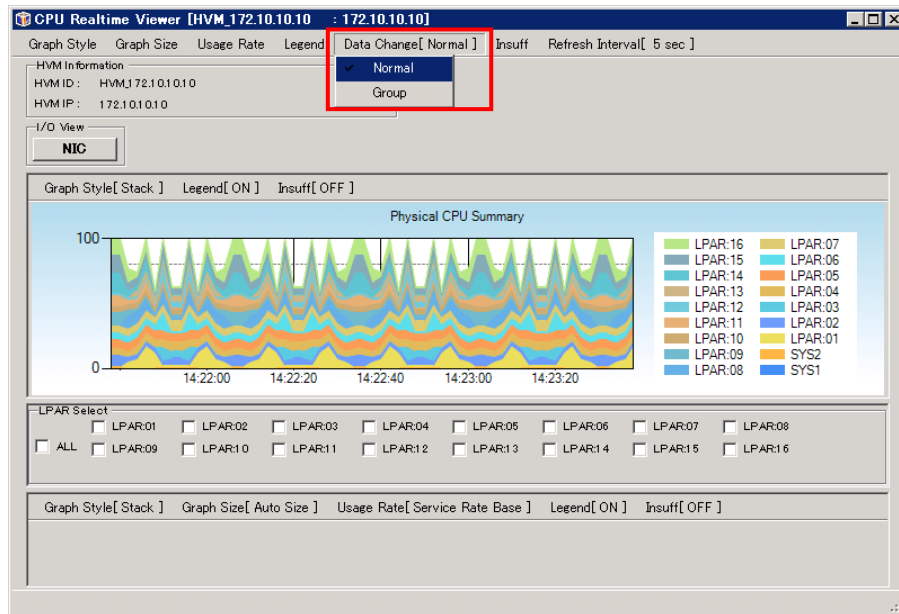 CPU Realtime Viewer [HVM_172.10.10.10 : 172.10.10.10]
Graph Style Graph Size Usage Rate Legend Data Change[ Normal ] Insuff Refresh Interval[ 5 sec ]
Normal
Group
HVM Information
HVM ID : HVM_172.10.10.10
HVM IP : 172.10.10.10
I/O View
NIC
Graph Style[ Stack ] Legend[ ON ] Insuff[ OFF ]
Physical CPU Summary
100
0
14:22:00 14:22:20 14:22:40 14:23:00 14:23:20
LPAR:16 LPAR:07
LPAR:15 LPAR:06
LPAR:14 LPAR:05
LPAR:13 LPAR:04
LPAR:12 LPAR:03
LPAR:11 LPAR:02
LPAR:10 LPAR:01
LPAR:09 SYS2
LPAR:08 SYS1
LPAR Select
ALL
LPAR:01 LPAR:02 LPAR:03 LPAR:04 LPAR:05 LPAR:06 LPAR:07 LPAR:08
LPAR:09 LPAR:10 LPAR:11 LPAR:12 LPAR:13 LPAR:14 LPAR:15 LPAR:16
Graph Style[ Stack ] Graph Size[ Auto Size ] Usage Rate[ Service Rate Base ] Legend[ ON ] Insuff[ OFF ]